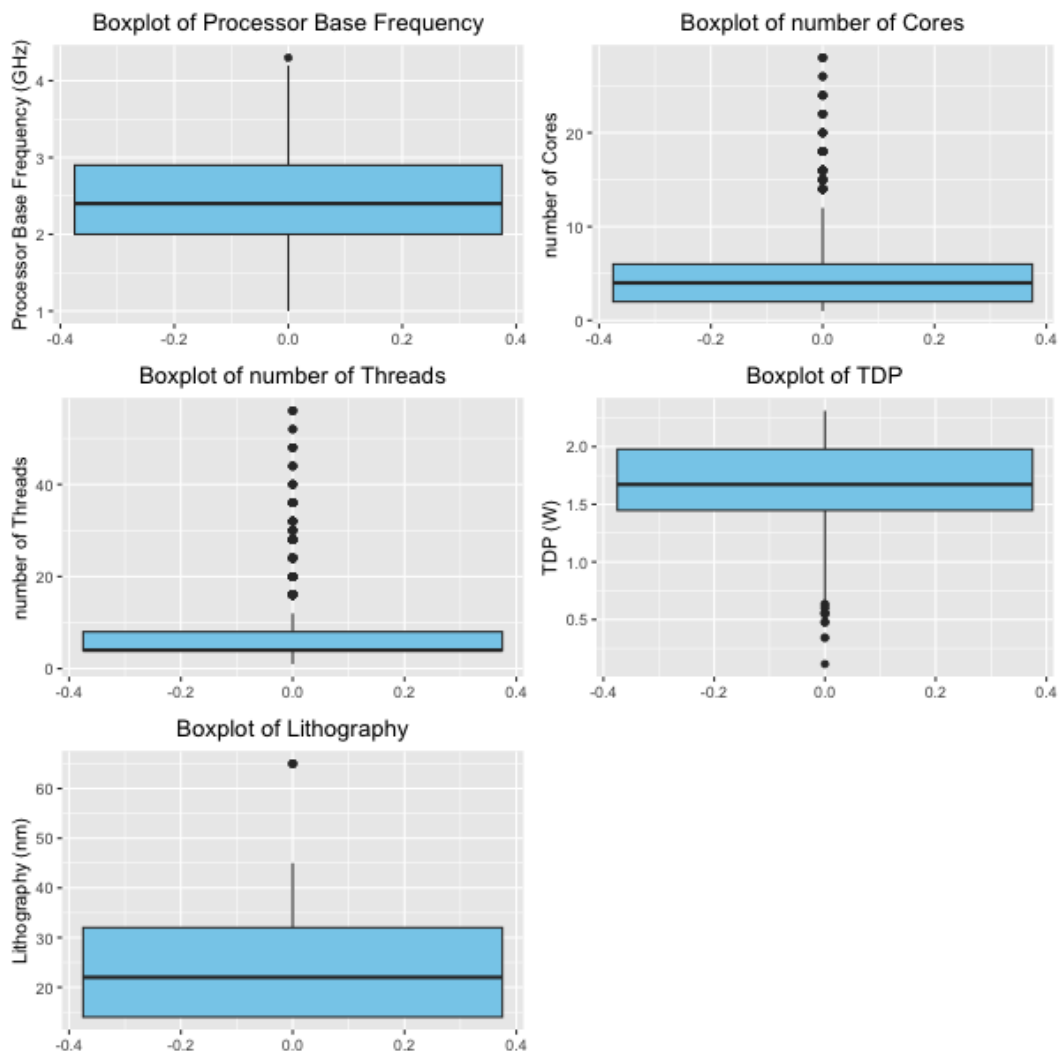 Boxplot of Processor Base Frequency
Processor Base Frequency (GHz)
4
3
2
1
-0.4 -0.2 0.0 0.2 0.4
Boxplot of number of Cores
number of Cores
20
10
0
-0.4 -0.2 0.0 0.2 0.4
Boxplot of number of Threads
number of Threads
40
20
0
-0.4 -0.2 0.0 0.2 0.4
Boxplot of TDP
TDP (W)
2.0
1.5
1.0
0.5
-0.4 -0.2 0.0 0.2 0.4
Boxplot of Lithography
Lithography (nm)
60
50
40
30
20
-0.4 -0.2 0.0 0.2 0.4